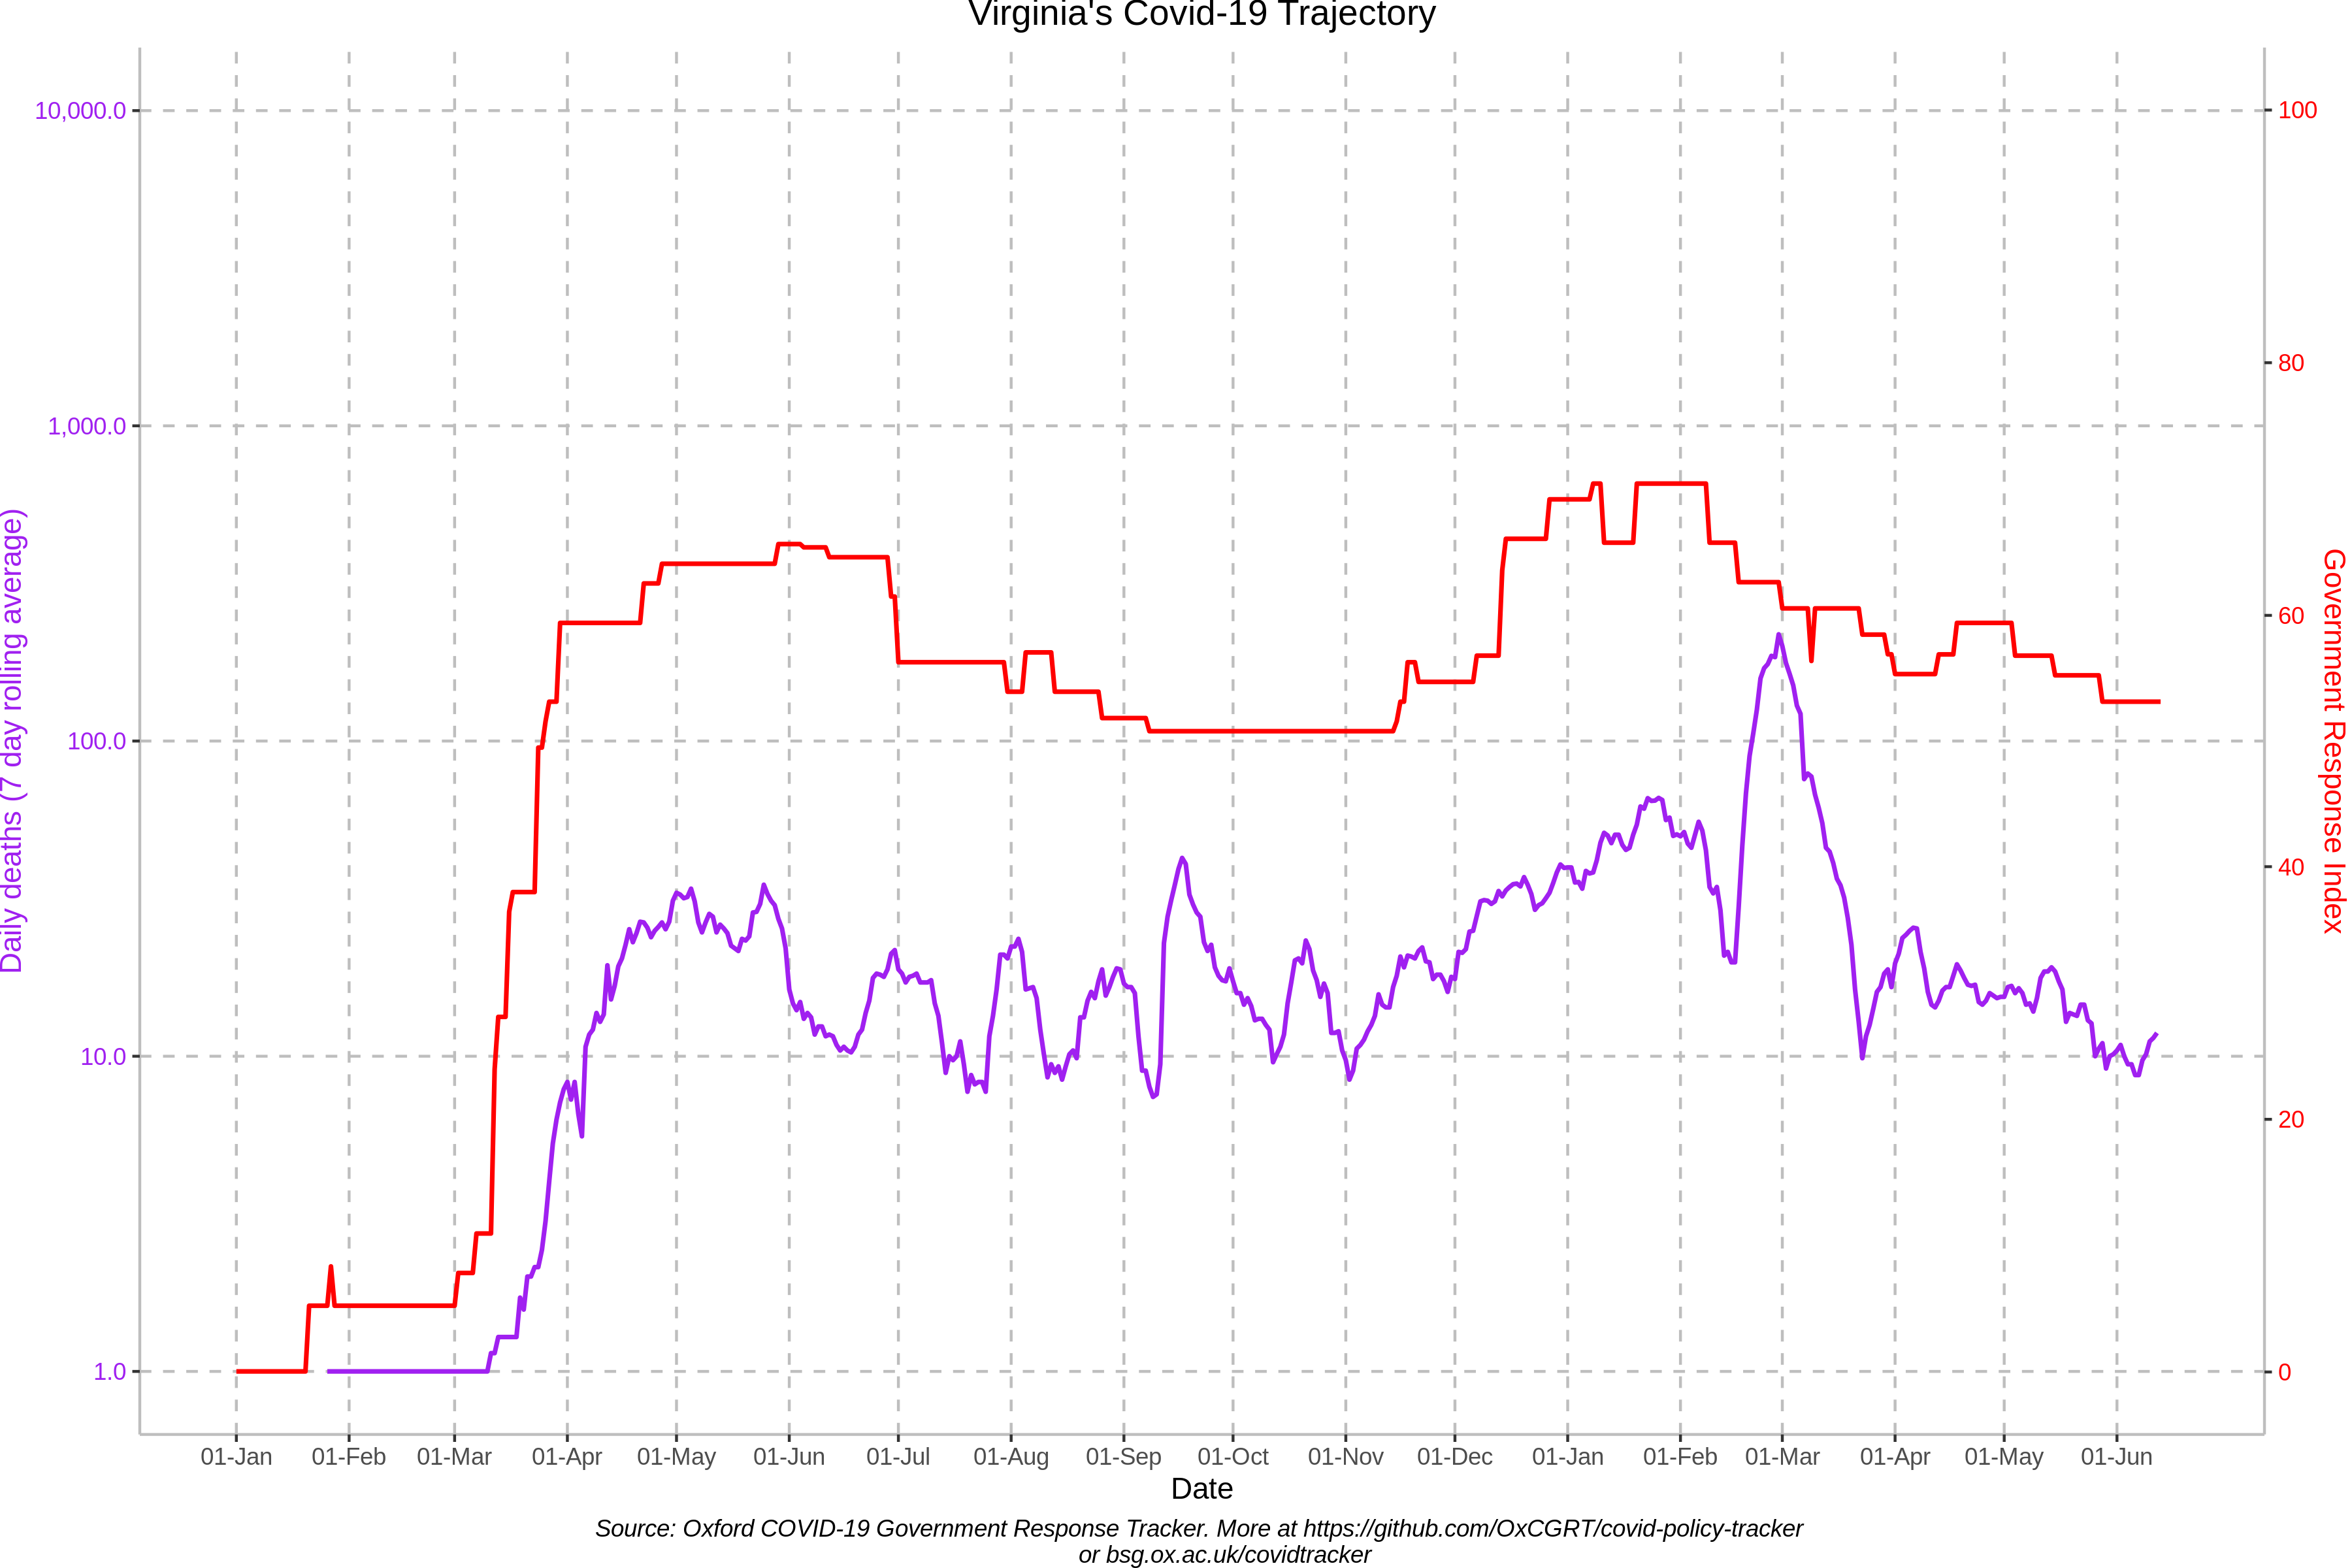 Virginia's Covid-19 Trajectory
10,000.0
1,000.0
100.0
10.0
1.0
Daily deaths (7 day rolling average)
100
80
60
40
20
0
Government Response Index
01-Jan 01-Feb 01-Mar 01-Apr 01-May 01-Jun 01-Jul 01-Aug 01-Sep 01-Oct 01-Nov 01-Dec 01-Jan 01-Feb 01-Mar 01-Apr 01-May 01-Jun
Date
Source: Oxford COVID-19 Government Response Tracker. More at https://github.com/OxCGRT/covid-policy-tracker
or bsg.ox.ac.uk/covidtracker